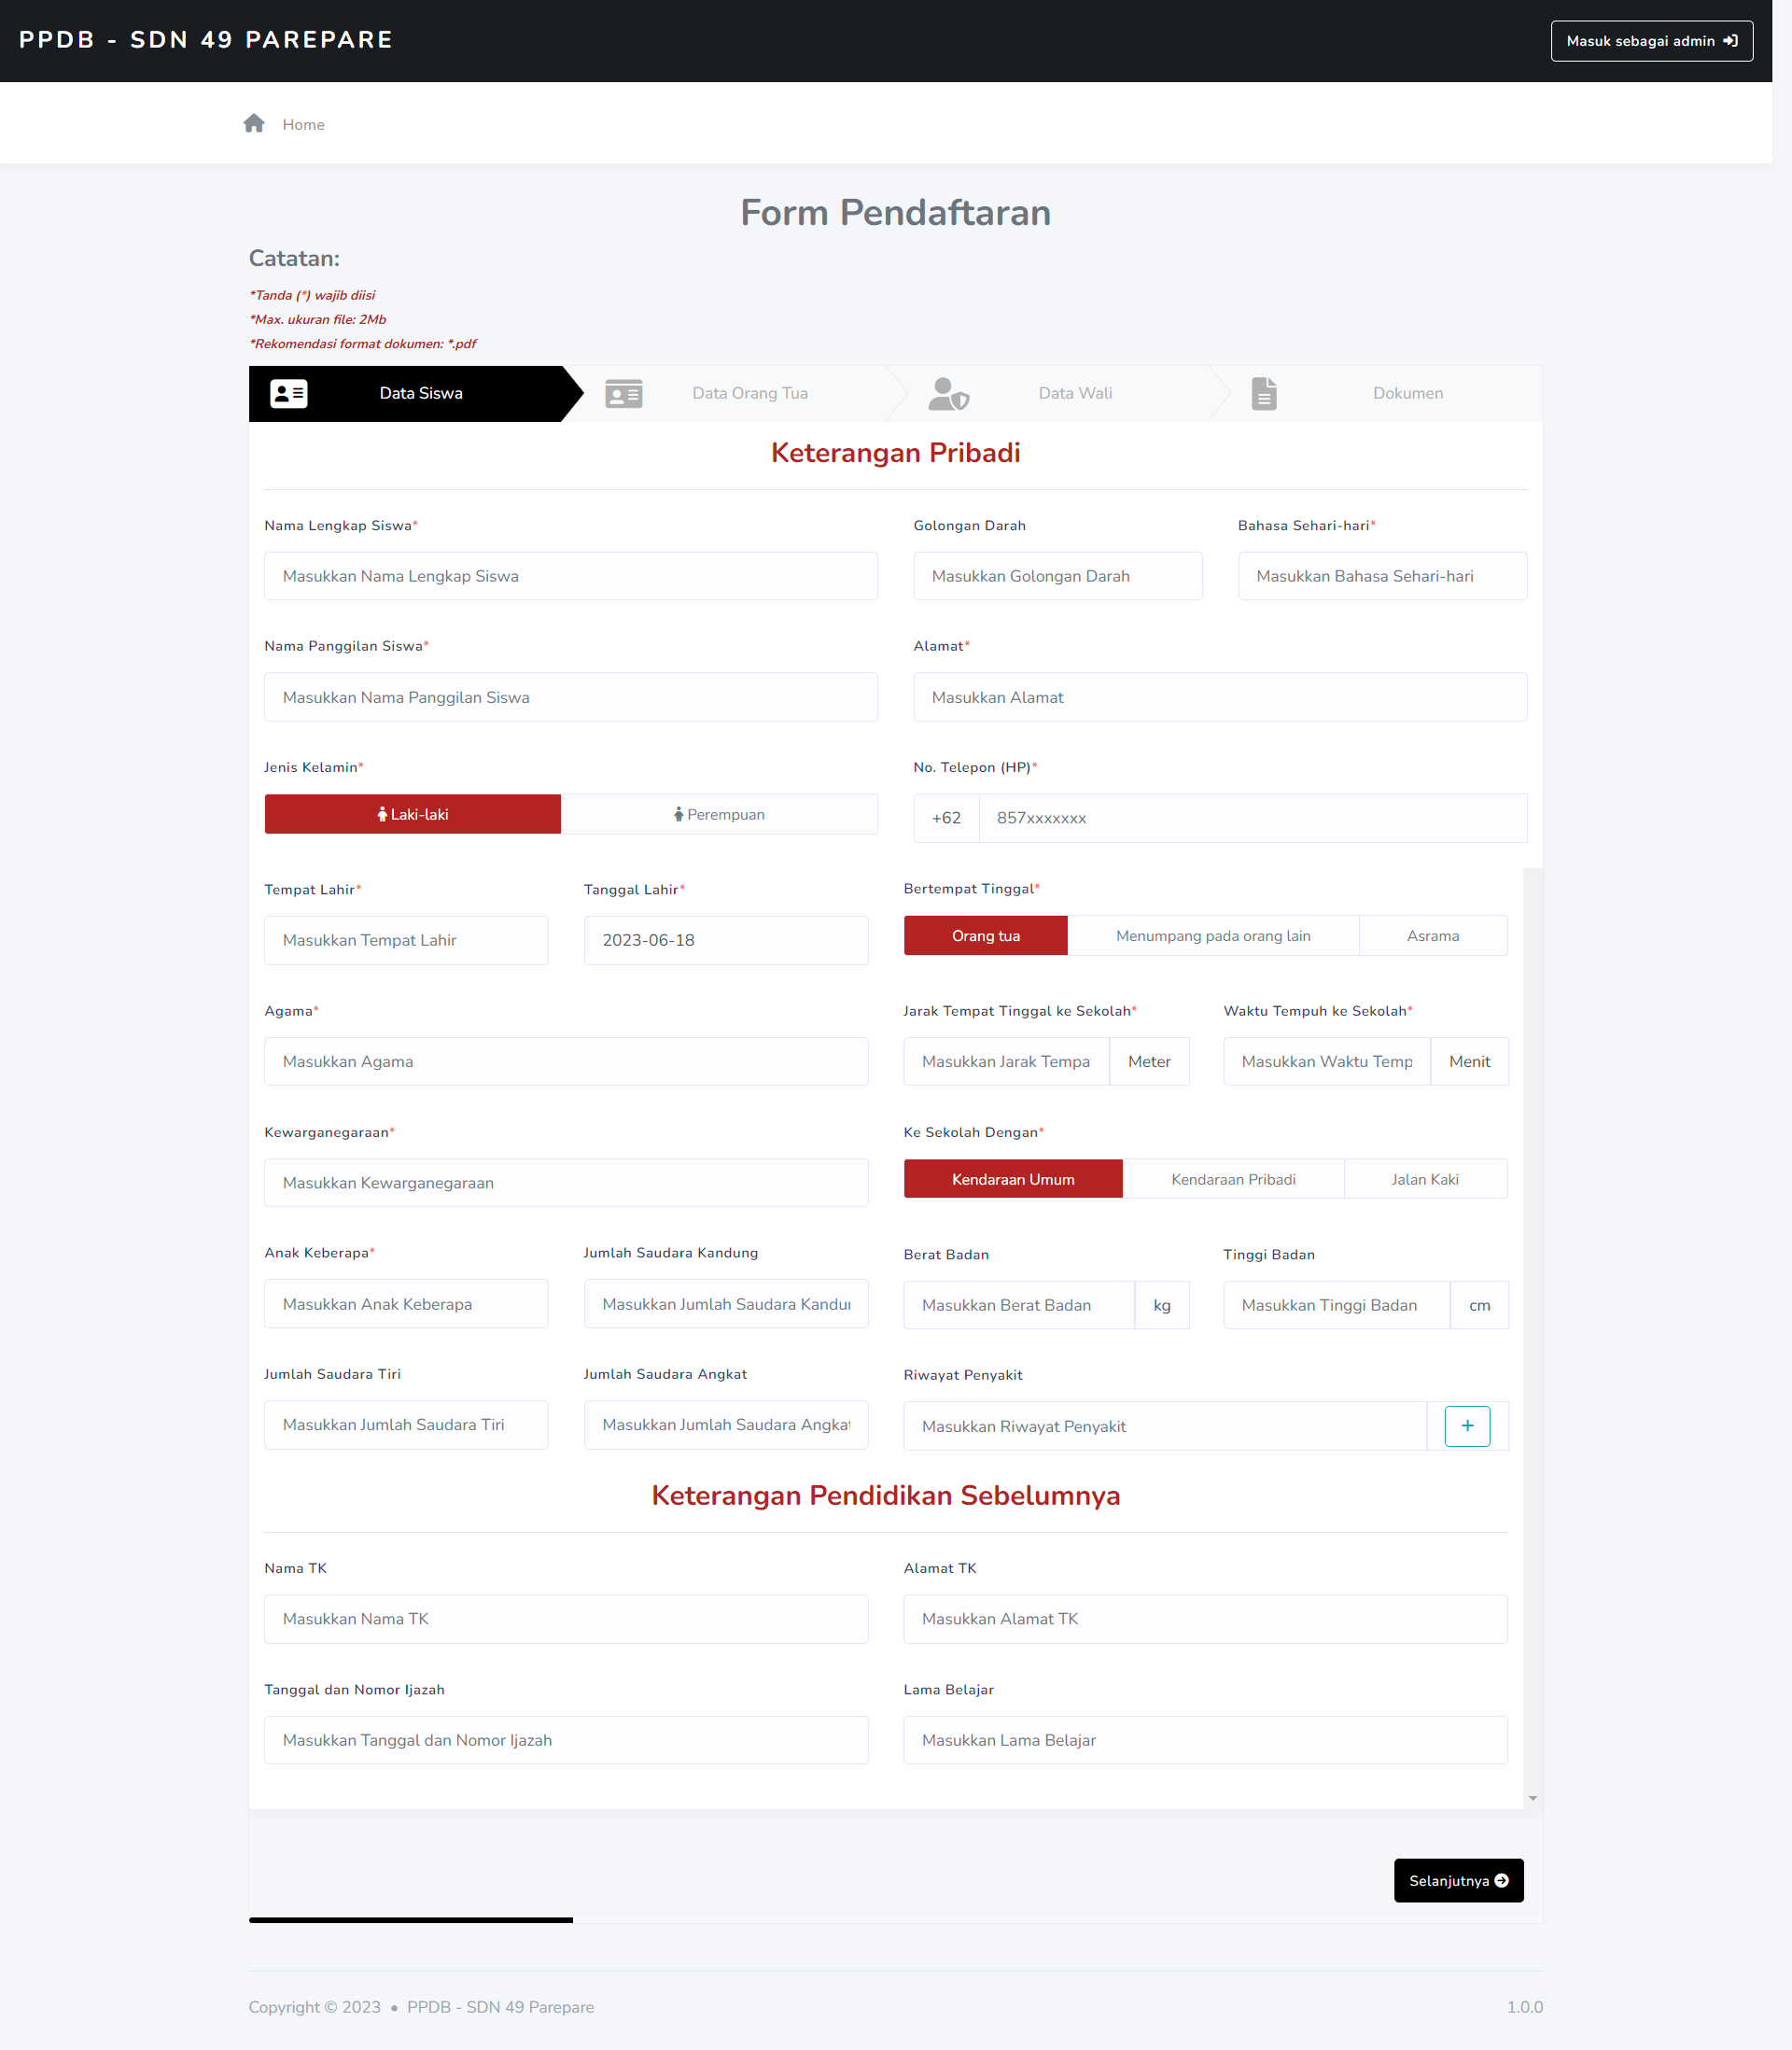 PPDB - SDN 49 PAREPARE
Masuk sebagai admin
Home
Form Pendaftaran
Catatan:
*Tanda (*) wajib diisi
*Max. ukuran file: 2Mb
*Rekomendasi format dokumen: *.pdf
Data Siswa
Data Orang Tua
Data Wali
Dokumen
Keterangan Pribadi
Nama Lengkap Siswa*
Golongan Darah
Bahasa Sehari-hari*
Masukkan Nama Lengkap Siswa
Masukkan Golongan Darah
Masukkan Bahasa Sehari-hari
Nama Panggilan Siswa*
Alamat*
Masukkan Nama Panggilan Siswa
Masukkan Alamat
Jenis Kelamin*
No. Telepon (HP)*
Laki-laki
Perempuan
+62
857xxxxxxx
Tempat Lahir*
Tanggal Lahir*
Bertempat Tinggal*
Masukkan Tempat Lahir
2023-06-18
Orang tua
Menumpang pada orang lain
Asrama
Agama*
Jarak Tempat Tinggal ke Sekolah*
Waktu Tempuh ke Sekolah*
Masukkan Agama
Masukkan Jarak Tempa
Meter
Masukkan Waktu Temp
Menit
Kewarganegaraan*
Ke Sekolah Dengan*
Masukkan Kewarganegaraan
Kendaraan Umum
Kendaraan Pribadi
Jalan Kaki
Anak Keberapa*
Jumlah Saudara Kandung
Berat Badan
Tinggi Badan
Masukkan Anak Keberapa
Masukkan Jumlah Saudara Kandu
Masukkan Berat Badan
kg
Masukkan Tinggi Badan
cm
Jumlah Saudara Tiri
Jumlah Saudara Angkat
Riwayat Penyakit
Masukkan Jumlah Saudara Tiri
Masukkan Jumlah Saudara Angkat
Masukkan Riwayat Penyakit
+
Keterangan Pendidikan Sebelumnya
Nama TK
Alamat TK
Masukkan Nama TK
Masukkan Alamat TK
Tanggal dan Nomor Ijazah
Lama Belajar
Masukkan Tanggal dan Nomor Ijazah
Masukkan Lama Belajar
Selanjutnya
Copyright © 2023 • PPDB - SDN 49 Parepare
1.0.0